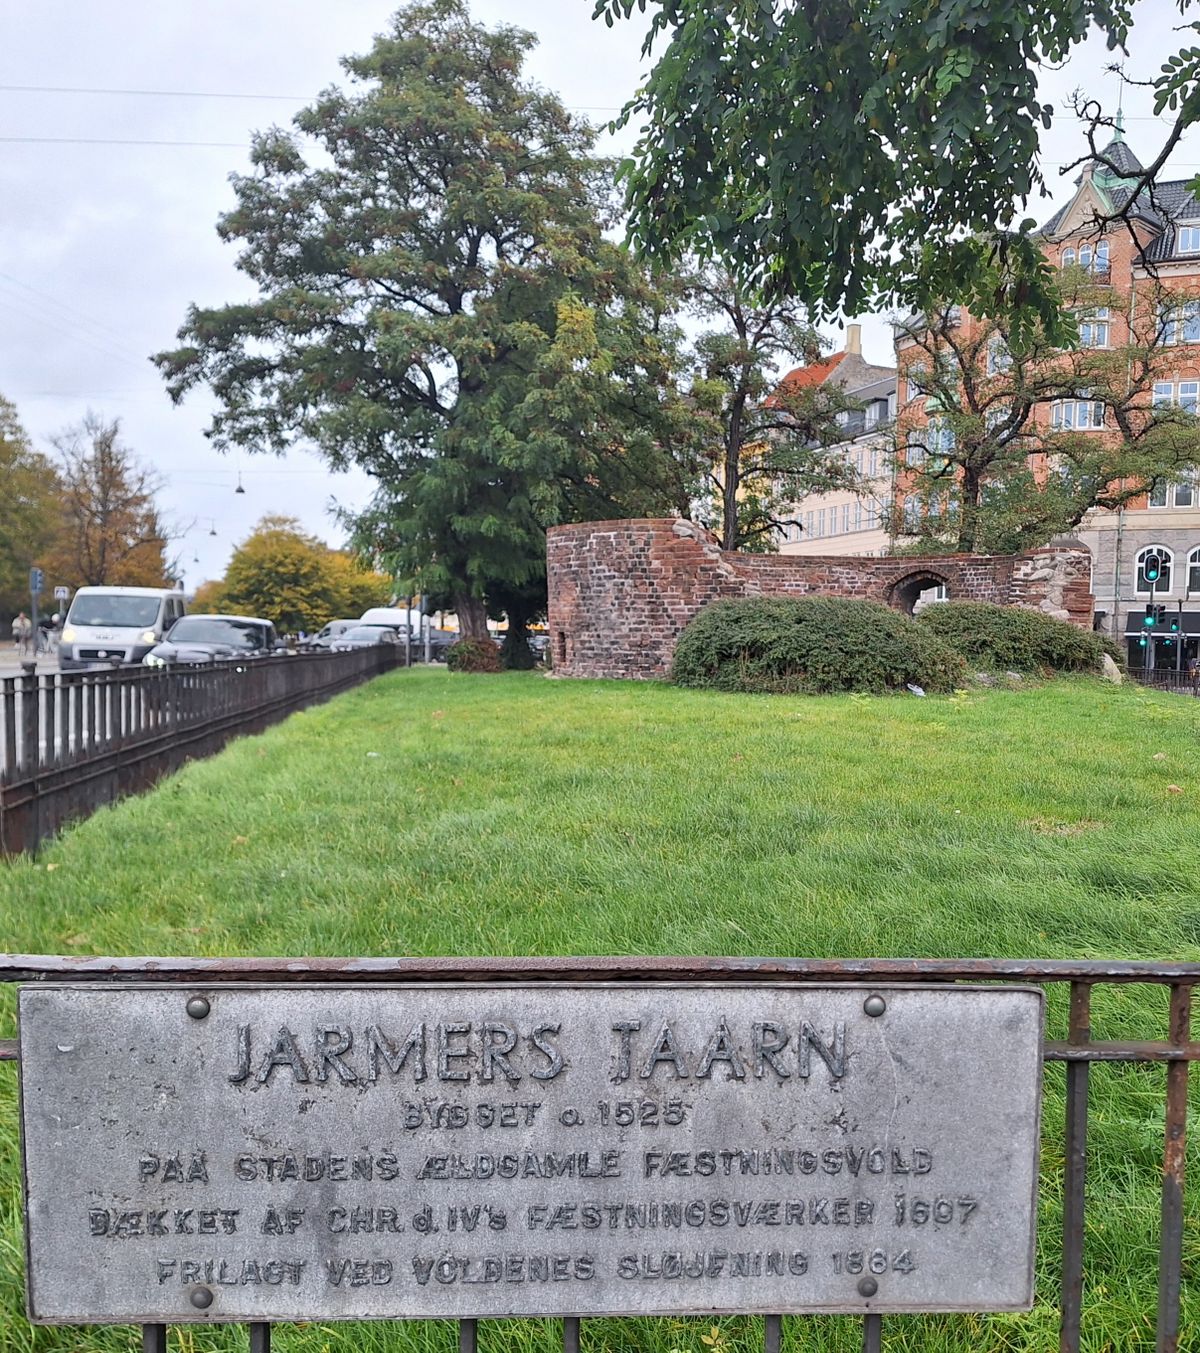 JARMERS TAARN
BYGGET o. 1525
PAA STADENS ÆLDGAMLE FÆSTNINGSVOLD
DÆKKET AF CHR. d. IV's FÆSTNINGSVÆRKER 1607
FRILAGT VED VOLDENES SLØJFNING 1884